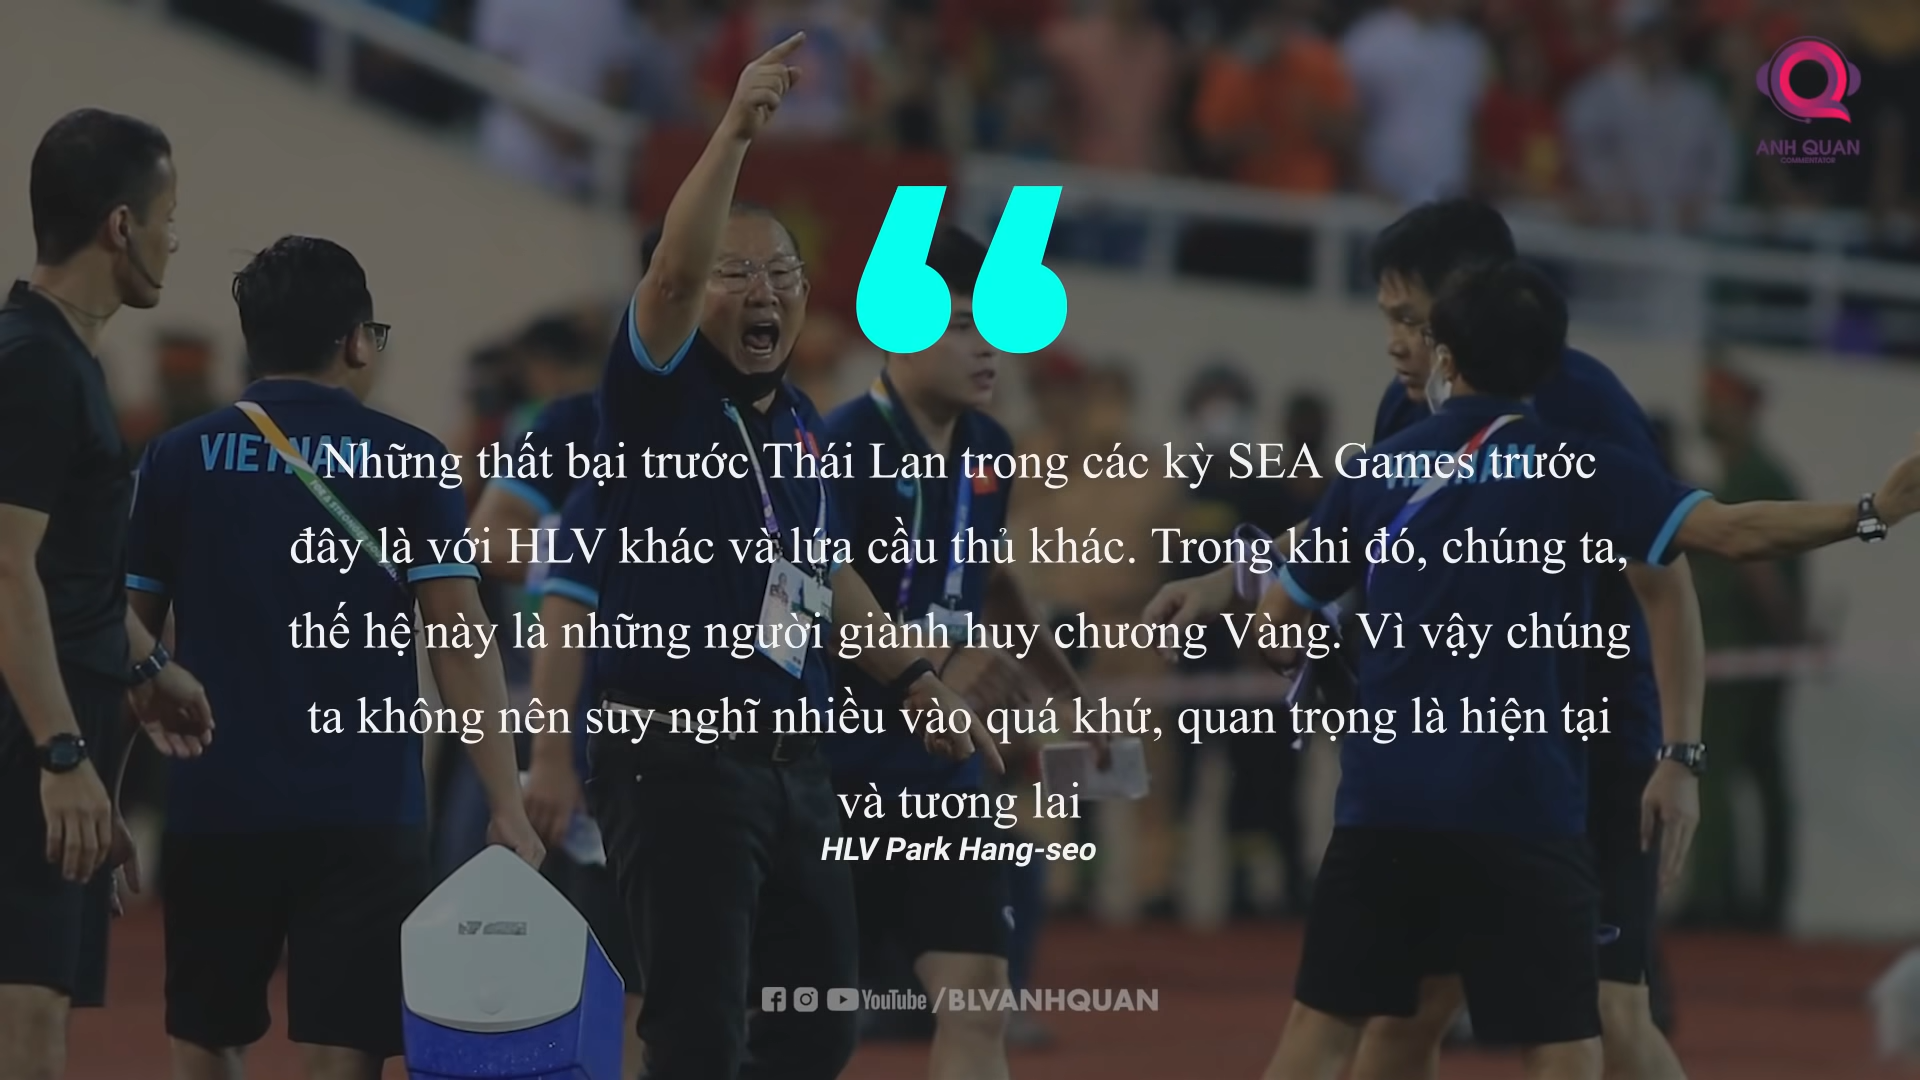 ANH QUAN
COMMENTATOR
VIETNAM
Những thất bại trước Thái Lan trong các kỳ SEA Games trước
đây là với HLV khác và lứa cầu thủ khác. Trong khi đó, chúng ta,
thế hệ này là những người giành huy chương Vàng. Vì vậy chúng
ta không nên suy nghĩ nhiều vào quá khứ, quan trọng là hiện tại
và tương lai
HLV Park Hang-seo
YouTube /BLVANHQUAN